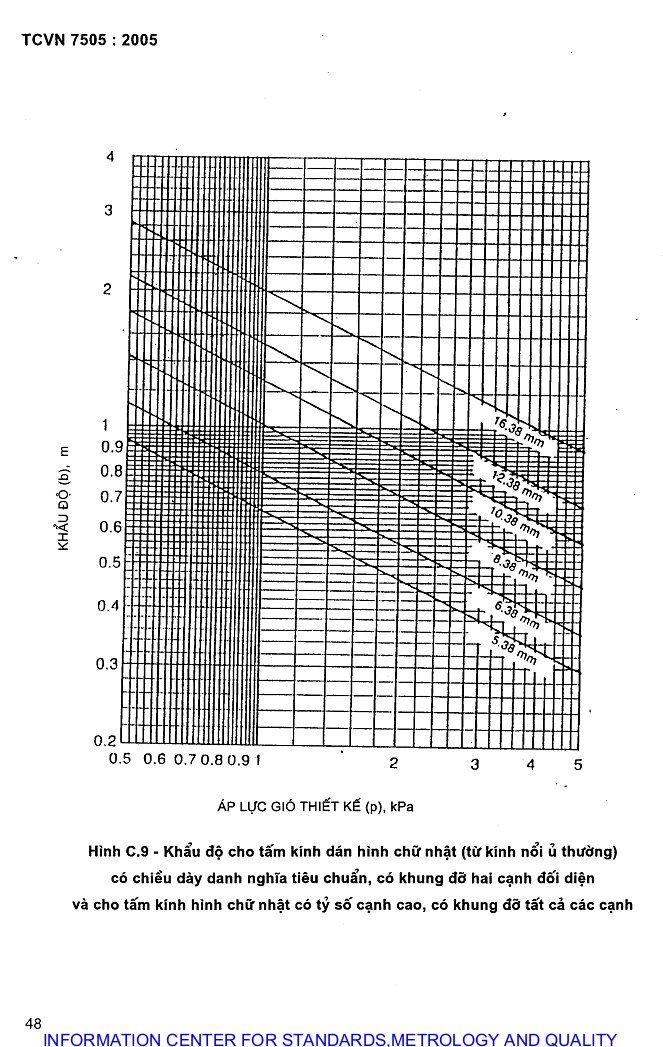 TCVN 7505 : 2005
4
3
2
1
0.9
0.8
0.7
0.6
0.5
0.4
0.3
0.2
KHẨU ĐỘ (b), m
16.38 mm
12.38 mm
10.38 mm
8.38 mm
6.38 mm
5.38 mm
0.5 0.6 0.7 0.8 0.9 1 2 3 4 5
ÁP LỰC GIÓ THIẾT KẾ (p), kPa
Hình C.9 - Khẩu độ cho tấm kính dán hình chữ nhật (từ kính nổi ủ thường)
có chiều dày danh nghĩa tiêu chuẩn, có khung đỡ hai cạnh đối diện
và cho tấm kính hình chữ nhật có tỷ số cạnh cao, có khung đỡ tất cả các cạnh
48
INFORMATION CENTER FOR STANDARDS,METROLOGY AND QUALITY